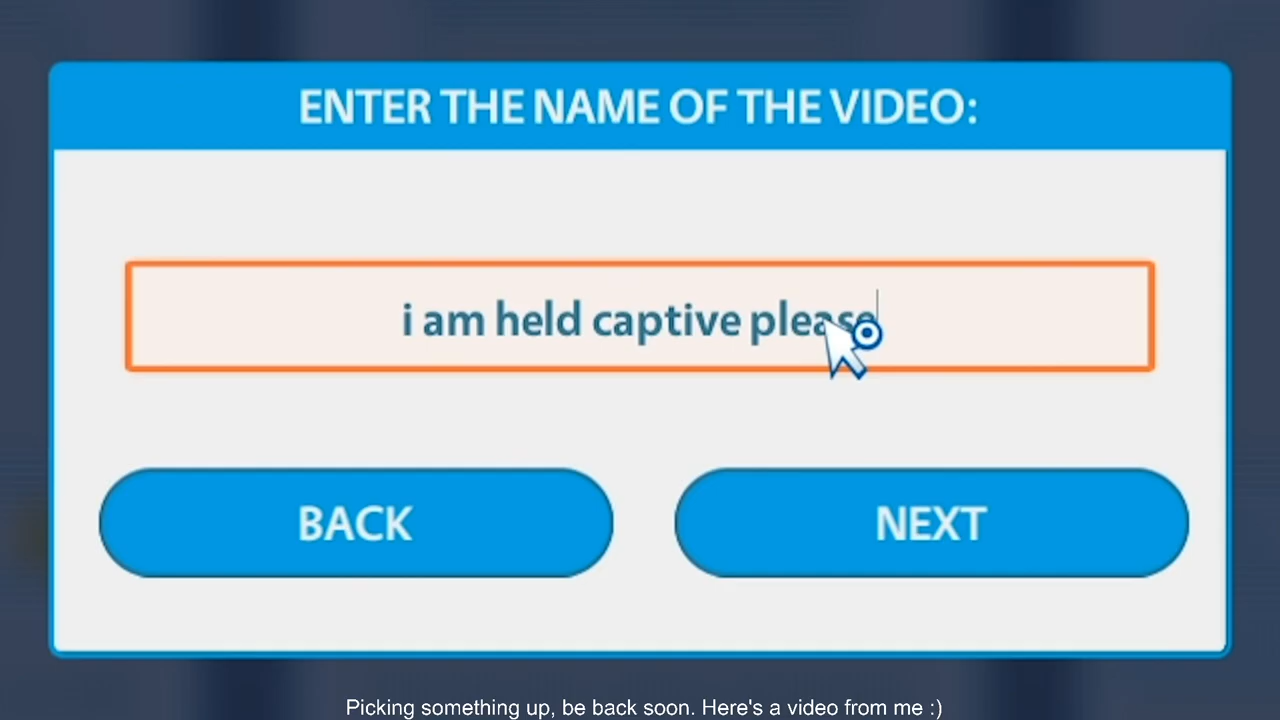 ENTER THE NAME OF THE VIDEO:
i am held captive please
BACK
NEXT
Picking something up, be back soon. Here's a video from me :)